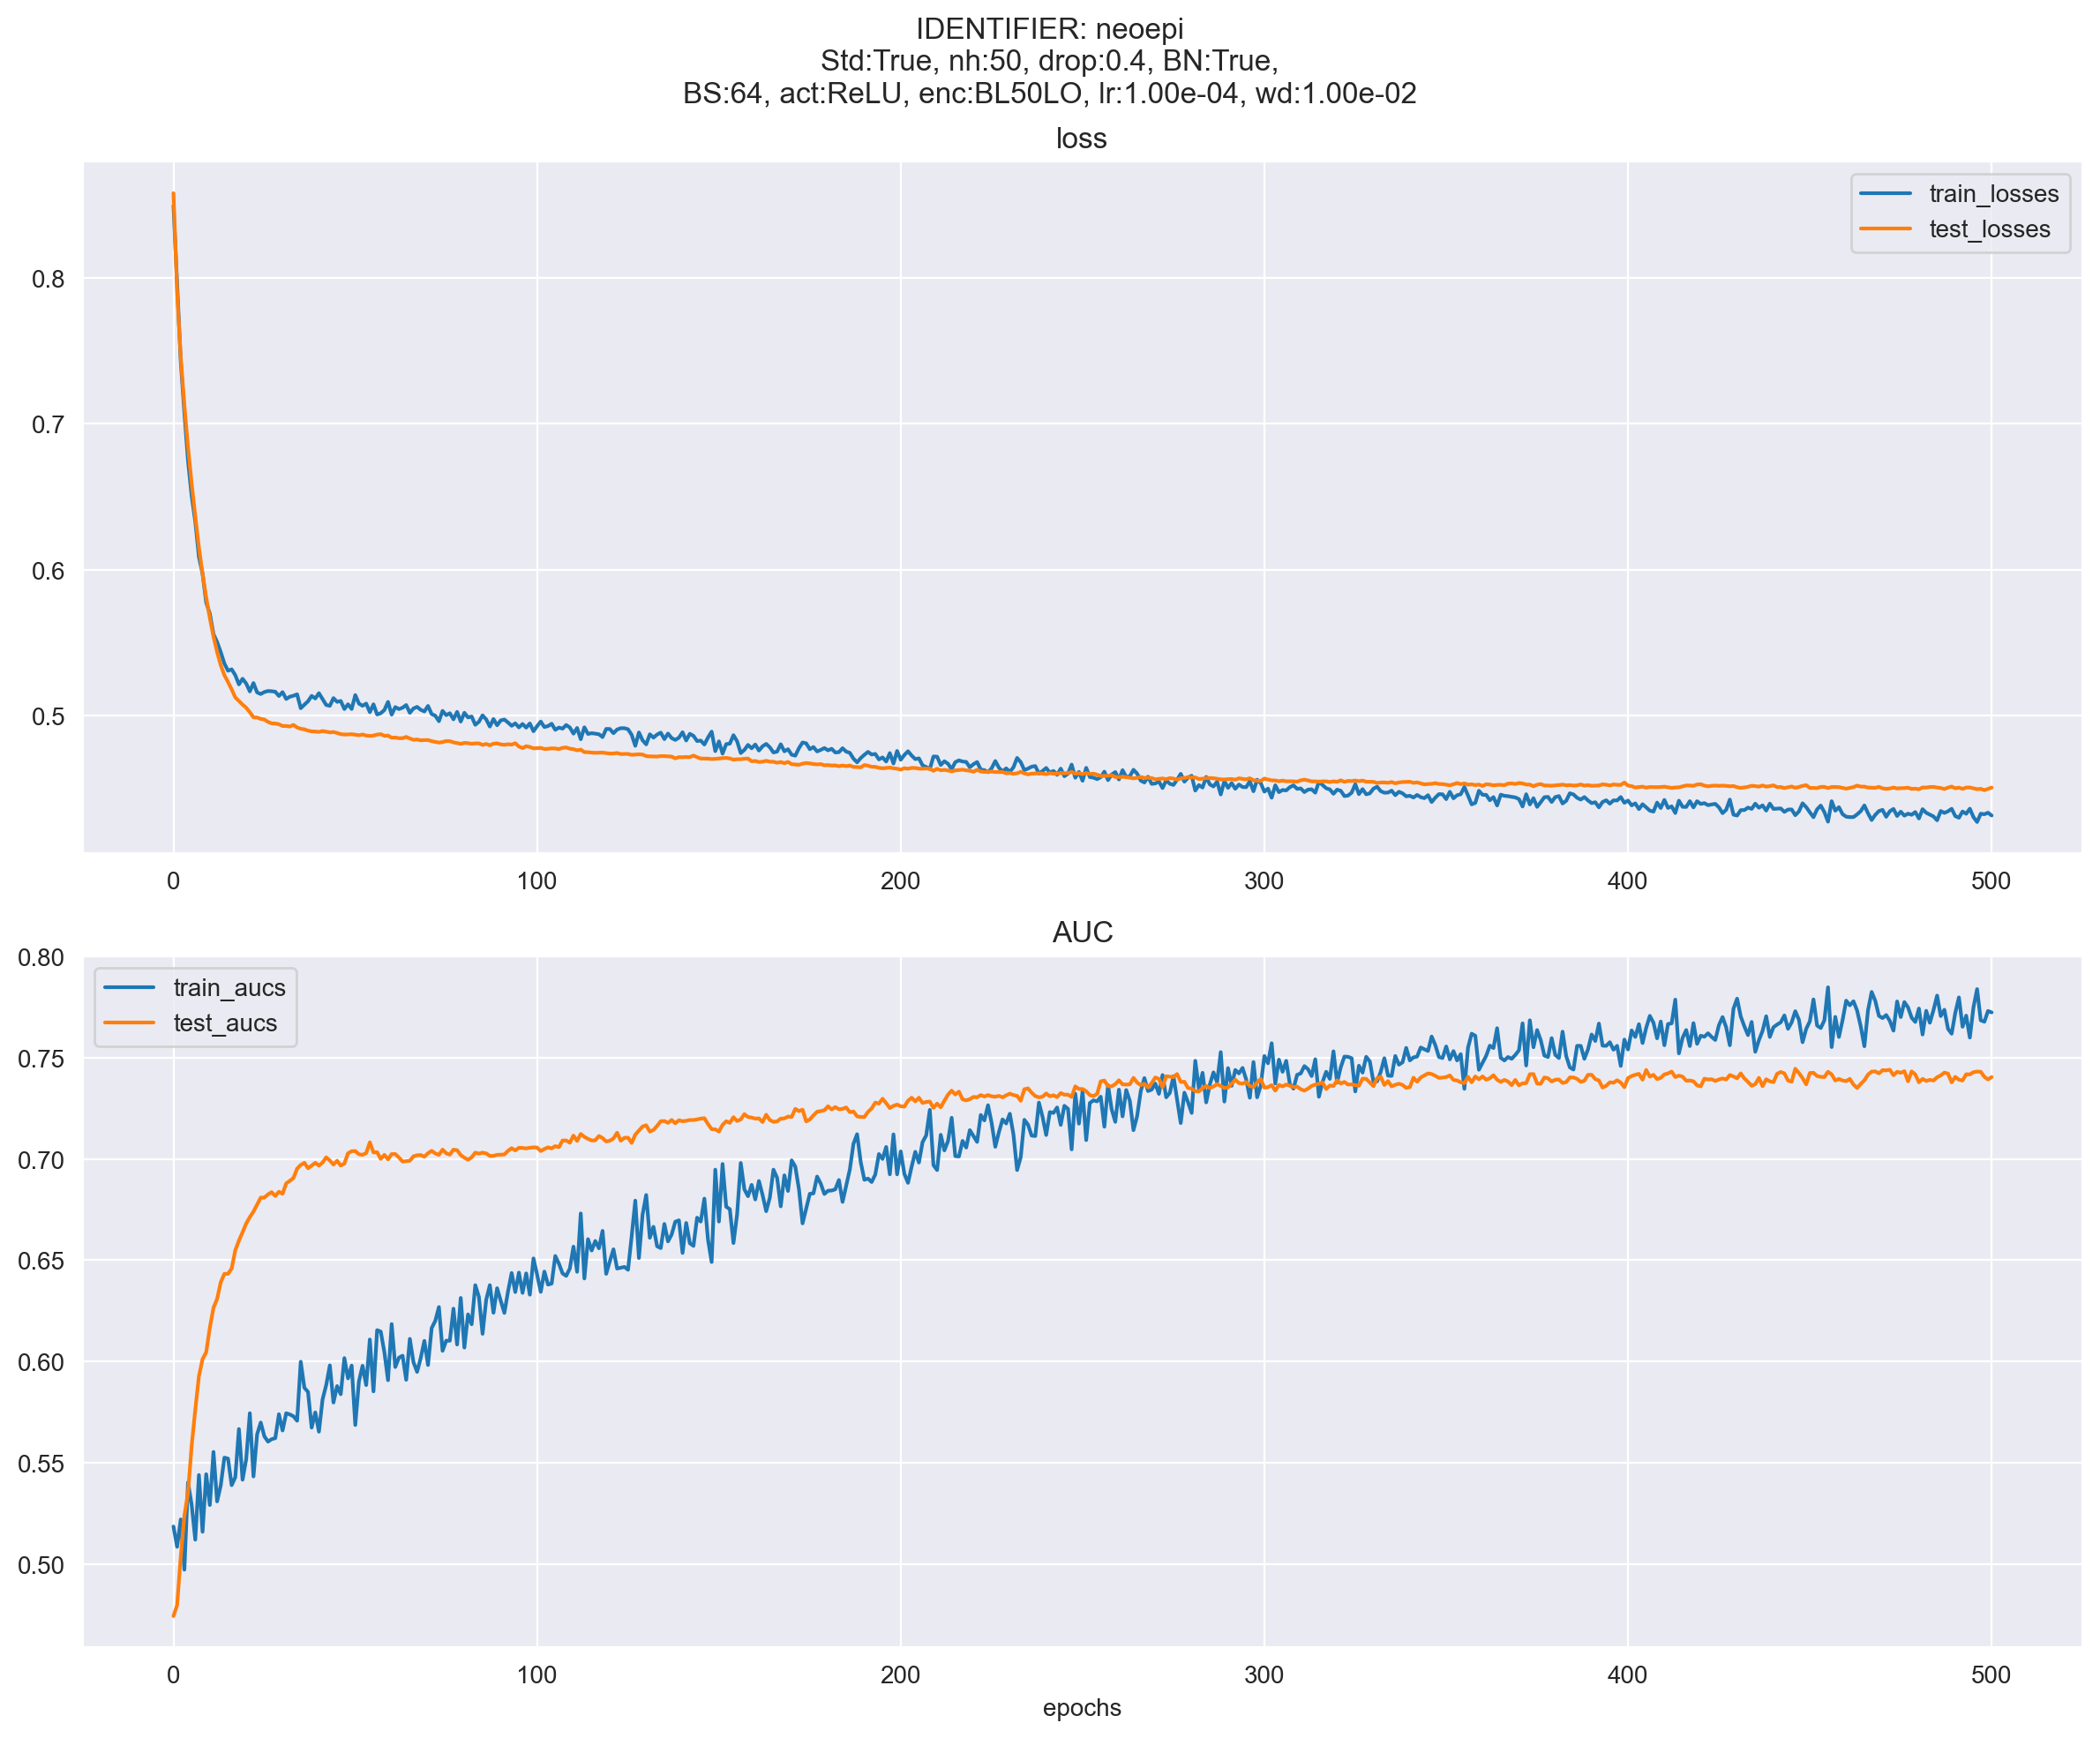 IDENTIFIER: neoepi
Std:True, nh:50, drop:0.4, BN:True,
BS:64, act:ReLU, enc:BL50LO, lr:1.00e-04, wd:1.00e-02
loss
train_losses
test_losses
0.8
0.7
0.6
0.5
0 100 200 300 400 500
AUC
train_aucs
test_aucs
0.80
0.75
0.70
0.65
0.60
0.55
0.50
0 100 200 300 400 500
epochs